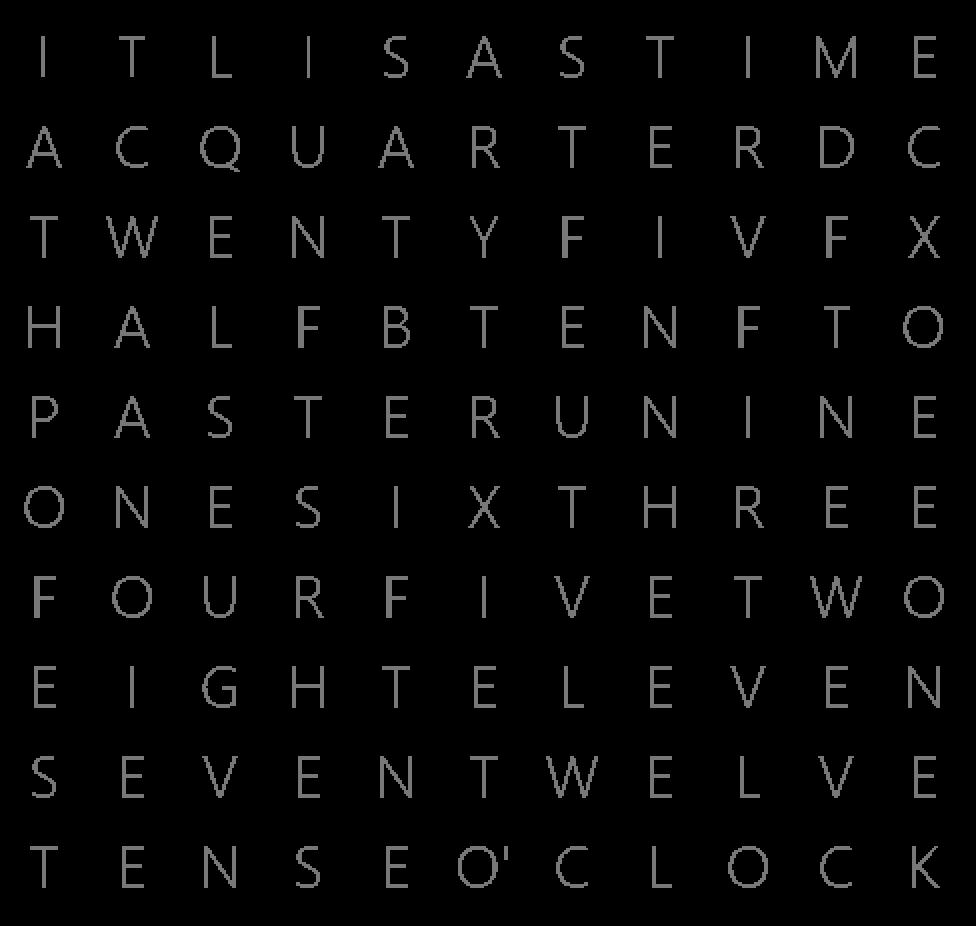 I T L I S A S T I M E
A C Q U A R T E R D C
T W E N T Y F I V F X
H A L F B T E N F T O
P A S T E R U N I N E
O N E S I X T H R E E
F O U R F I V E T W O
E I G H T E L E V E N
S E V E N T W E L V E
T E N S E O' C L O C K